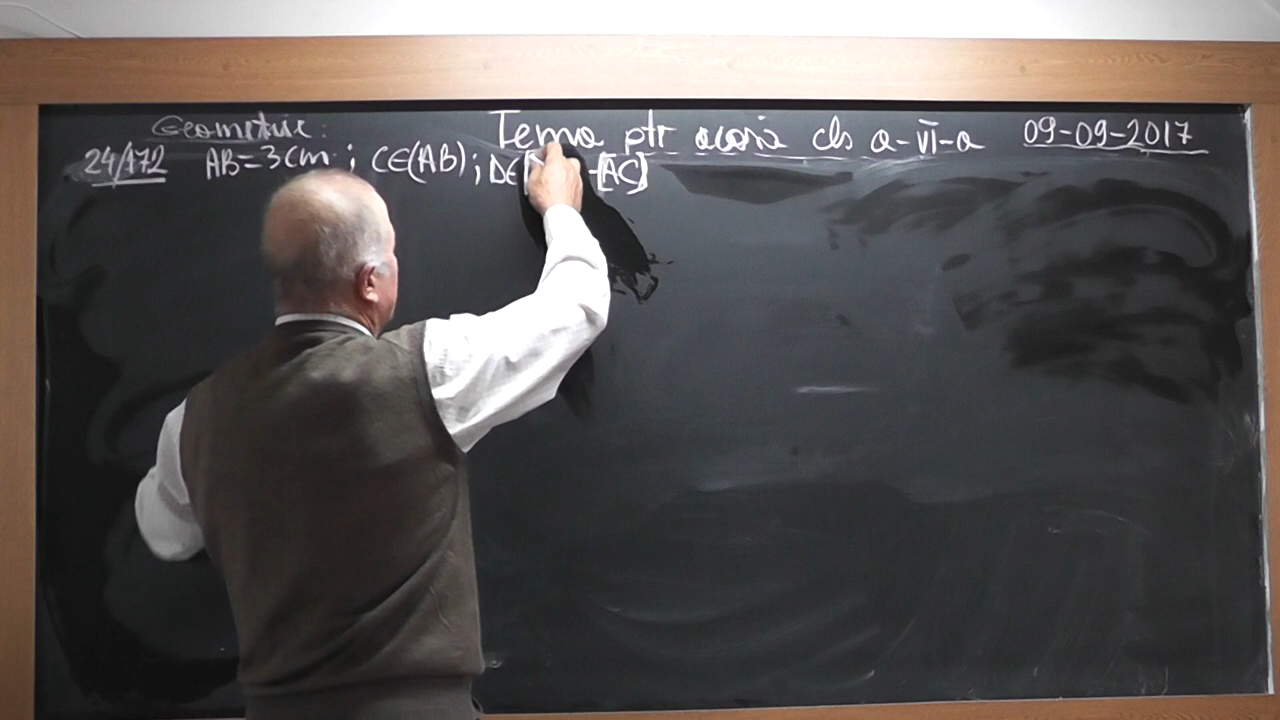 Geometrie: Tema ptr acasă cls a-VI-a 09-09-2017
24/172 AB=3cm; C∈(AB); D∈[ -[AC]